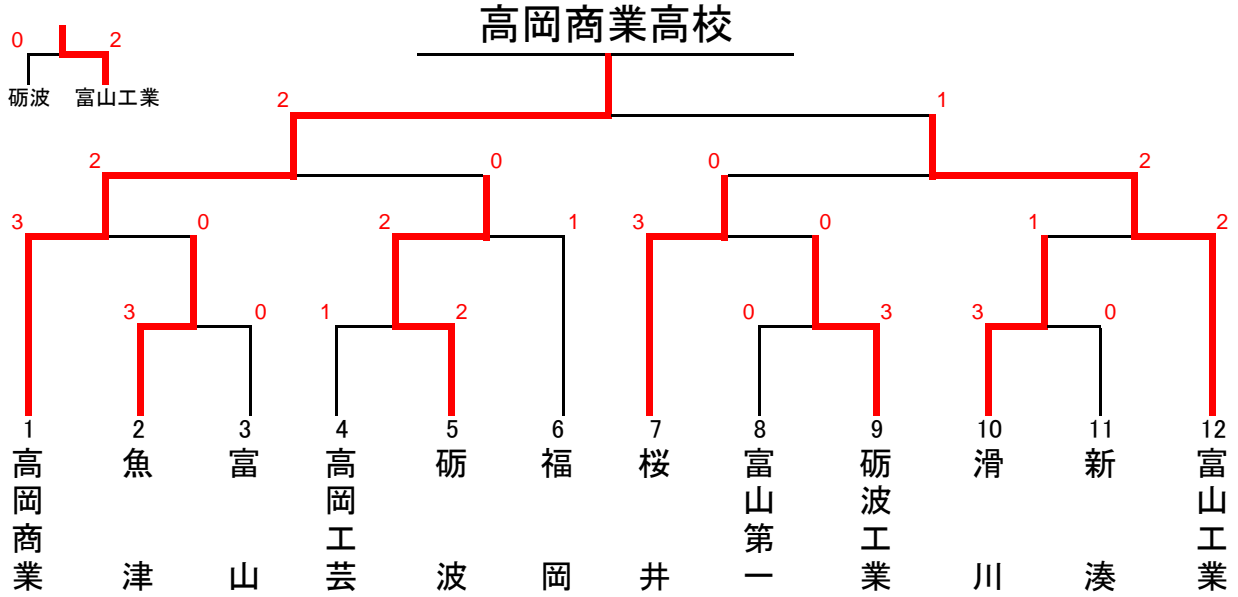 高岡商業高校
0 2
砺波 富山工業
2 1
2 0 0 2
3 0 2 1 3 0 1 2
3 0 1 2 0 3 3 0
1 2 3 4 5 6 7 8 9 10 11 12
高岡商業
魚津
富山
高岡工芸
砺波
福岡
桜井
富山第一
砺波工業
滑川
新湊
富山工業